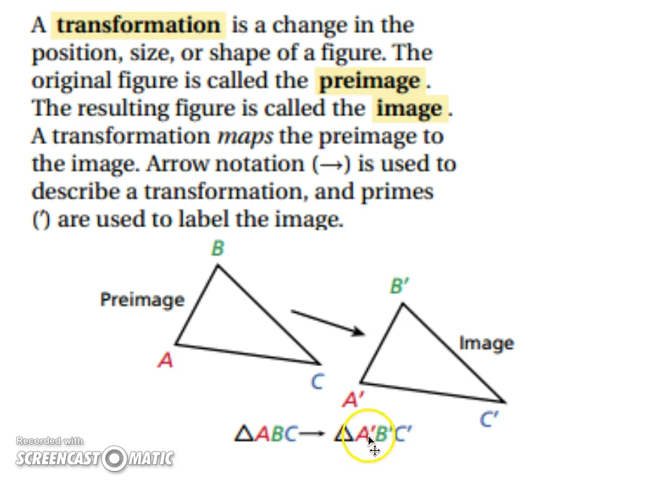 A transformation is a change in the
position, size, or shape of a figure. The
original figure is called the preimage.
The resulting figure is called the image.
A transformation maps the preimage to
the image. Arrow notation (→) is used to
describe a transformation, and primes
(′) are used to label the image.
B
B′
Preimage
Image
A
C
A′
C′
△ABC→ △A′B′C′
Recorded with
SCREENCAST O MATIC